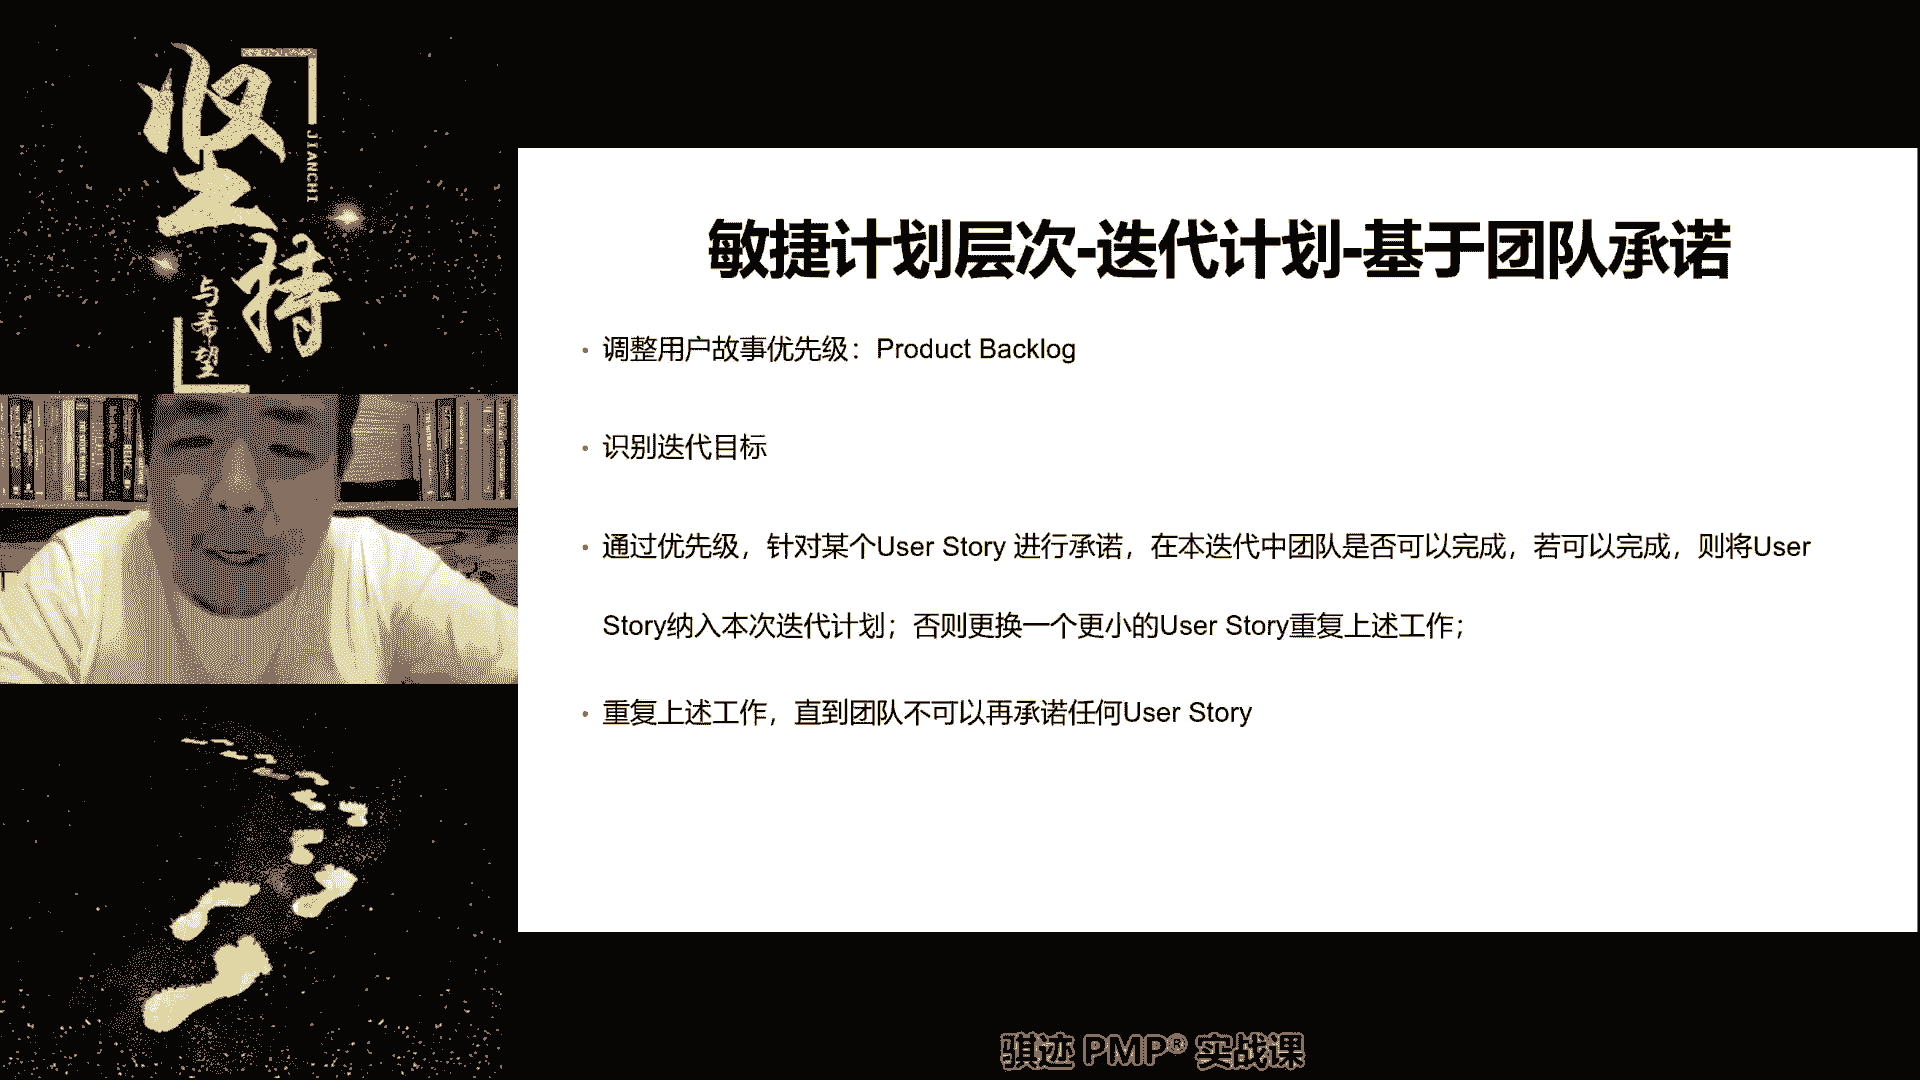 坚持
JIANCHI
与希望
敏捷计划层次-迭代计划-基于团队承诺
• 调整用户故事优先级：Product Backlog
• 识别迭代目标
• 通过优先级，针对某个User Story 进行承诺，在本迭代中团队是否可以完成，若可以完成，则将User
Story纳入本次迭代计划；否则更换一个更小的User Story重复上述工作；
• 重复上述工作，直到团队不可以再承诺任何User Story
骐迹 PMP® 实战课